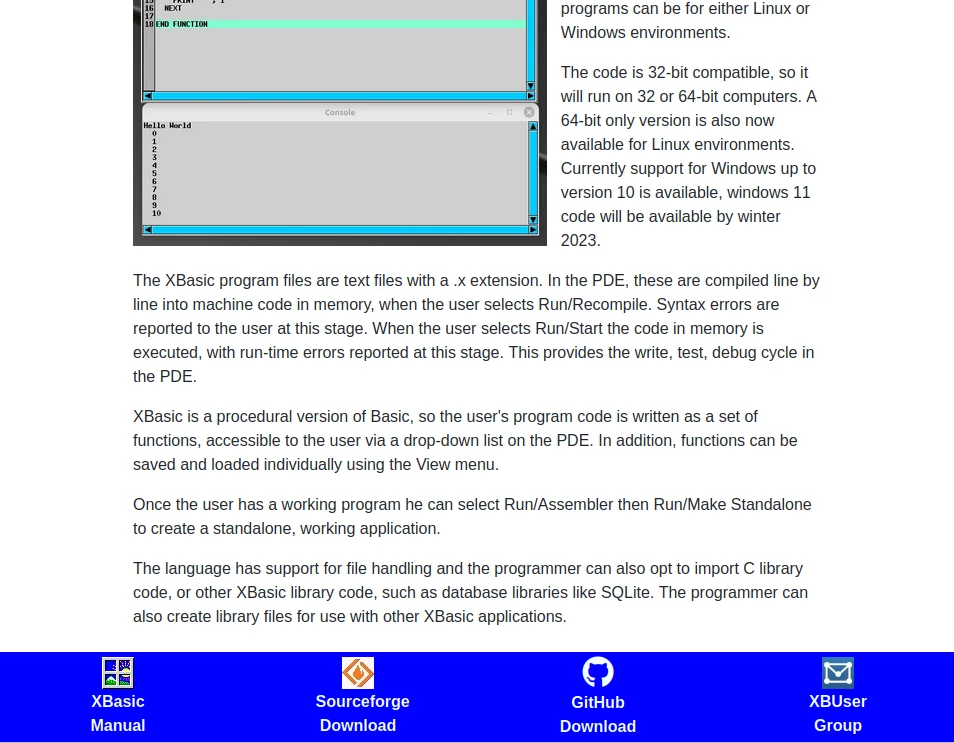 programs can be for either Linux or
Windows environments.
16 NEXT
17
18 END FUNCTION
The code is 32-bit compatible, so it
will run on 32 or 64-bit computers. A
64-bit only version is also now
available for Linux environments.
Currently support for Windows up to
version 10 is available, windows 11
code will be available by winter
2023.
Console
Hello World
0
1
2
3
4
5
6
7
8
9
10
The XBasic program files are text files with a .x extension. In the PDE, these are compiled line by
line into machine code in memory, when the user selects Run/Recompile. Syntax errors are
reported to the user at this stage. When the user selects Run/Start the code in memory is
executed, with run-time errors reported at this stage. This provides the write, test, debug cycle in
the PDE.
XBasic is a procedural version of Basic, so the user's program code is written as a set of
functions, accessible to the user via a drop-down list on the PDE. In addition, functions can be
saved and loaded individually using the View menu.
Once the user has a working program he can select Run/Assembler then Run/Make Standalone
to create a standalone, working application.
The language has support for file handling and the programmer can also opt to import C library
code, or other XBasic library code, such as database libraries like SQLite. The programmer can
also create library files for use with other XBasic applications.
XBasic
Manual
Sourceforge
Download
GitHub
Download
XBUser
Group